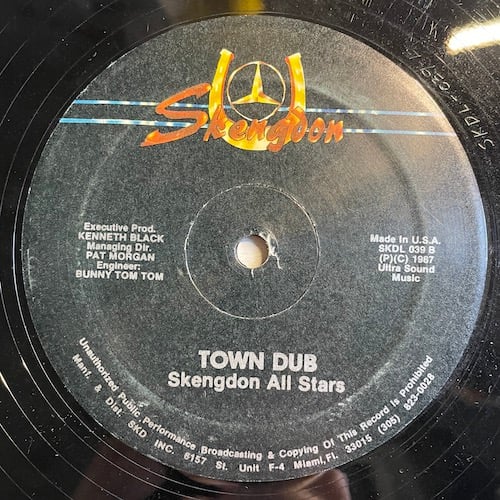 Skengdon
Executive Prod.
KENNETH BLACK
Managing Dir.
PAT MORGAN
Engineer:
BUNNY TOM TOM
Made In U.S.A.
SKDL 039 B
(P)(C) 1987
Ultra Sound
Music
TOWN DUB
Skengdon All Stars
Unauthorized Public Performance Broadcasting & Copying Of This Record Is Prohibited
Manf. & Dist. SKD INC. 6157 St. Unit F-4 Miami, Fl. 33015 (305) 823-0028